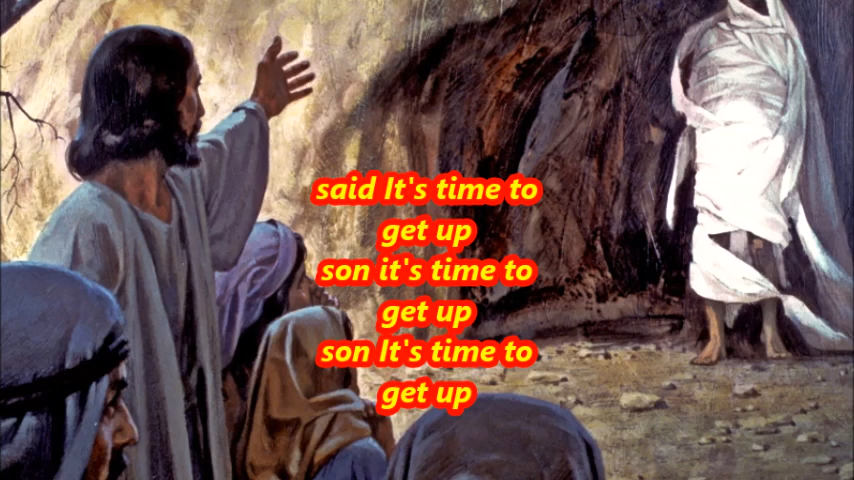 said It's time to
get up
son it's time to
get up
son It's time to
get up